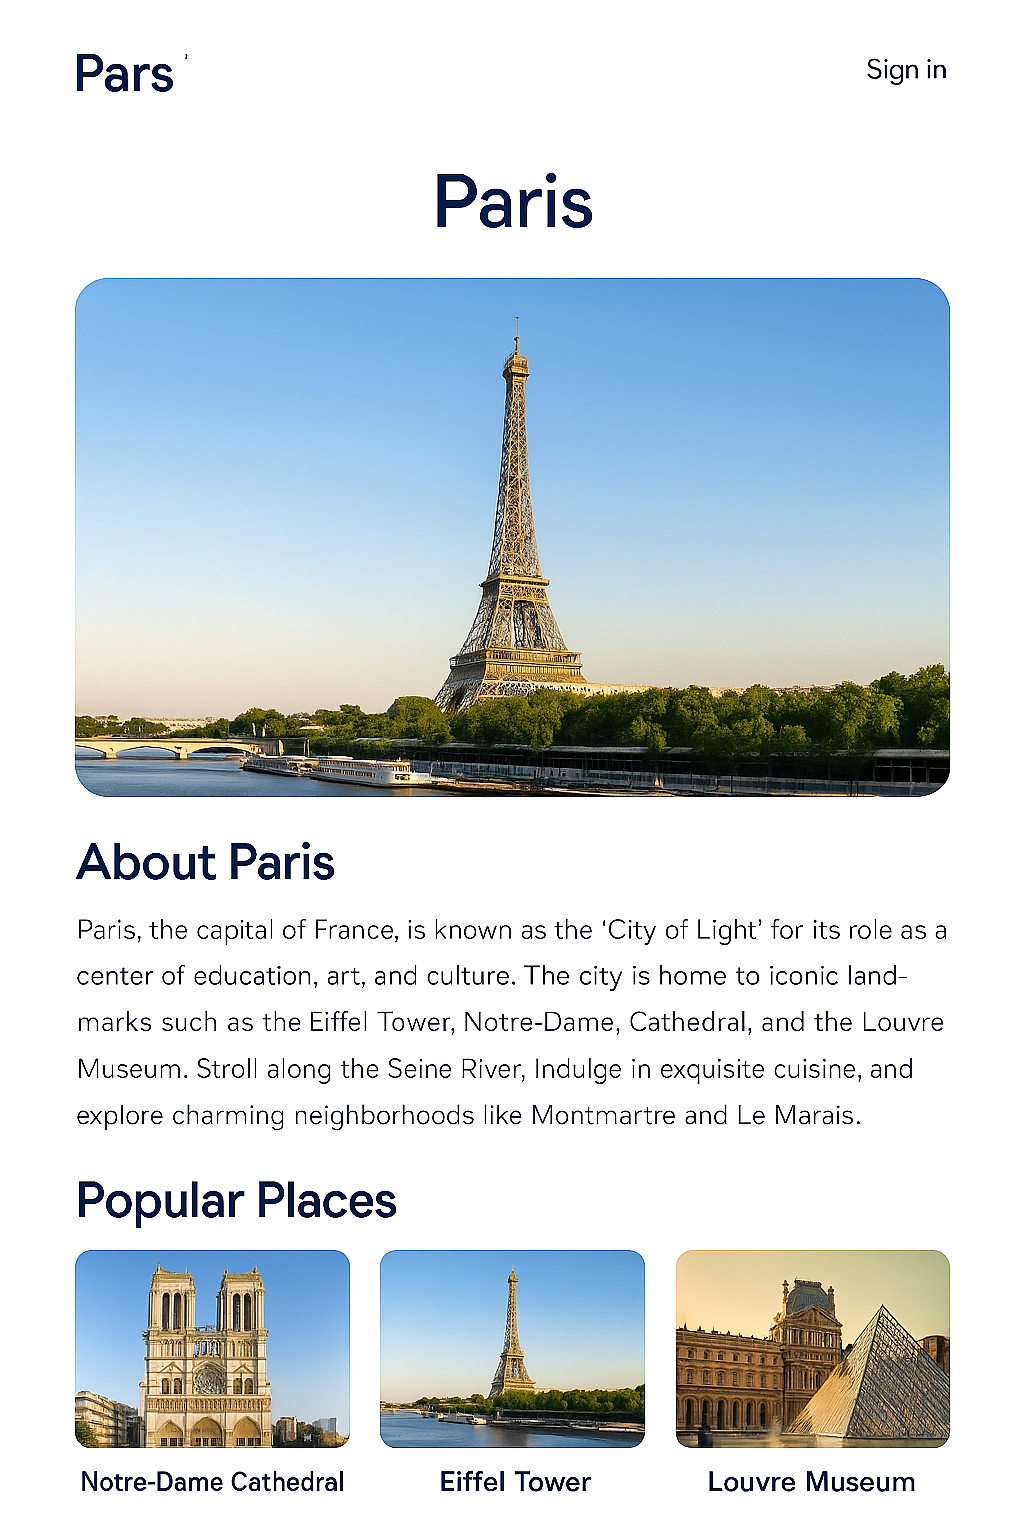 Pars ’
Sign in
Paris
About Paris
Paris, the capital of France, is known as the ‘City of Light’ for its role as a
center of education, art, and culture. The city is home to iconic land-
marks such as the Eiffel Tower, Notre-Dame, Cathedral, and the Louvre
Museum. Stroll along the Seine River, Indulge in exquisite cuisine, and
explore charming neighborhoods like Montmartre and Le Marais.
Popular Places
Notre-Dame Cathedral
Eiffel Tower
Louvre Museum